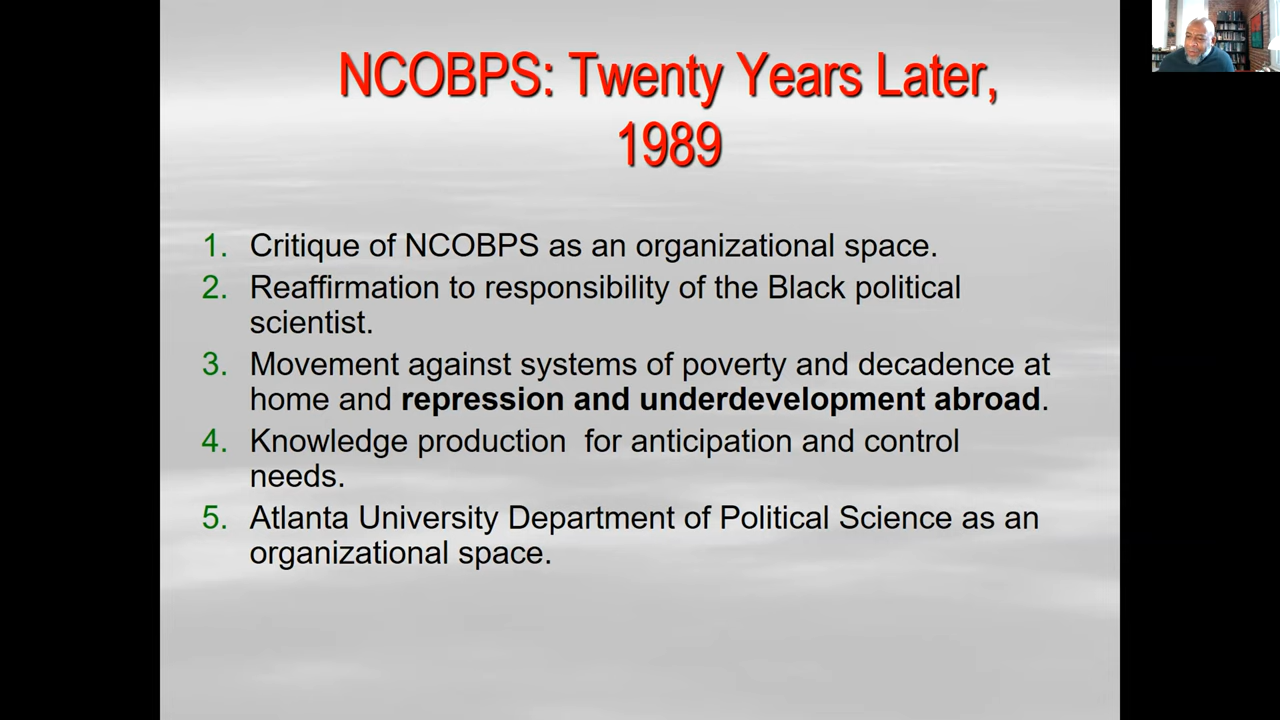 NCOBPS: Twenty Years Later,
1989
1. Critique of NCOBPS as an organizational space.
2. Reaffirmation to responsibility of the Black political
scientist.
3. Movement against systems of poverty and decadence at
home and repression and underdevelopment abroad.
4. Knowledge production  for anticipation and control
needs.
5. Atlanta University Department of Political Science as an
organizational space.